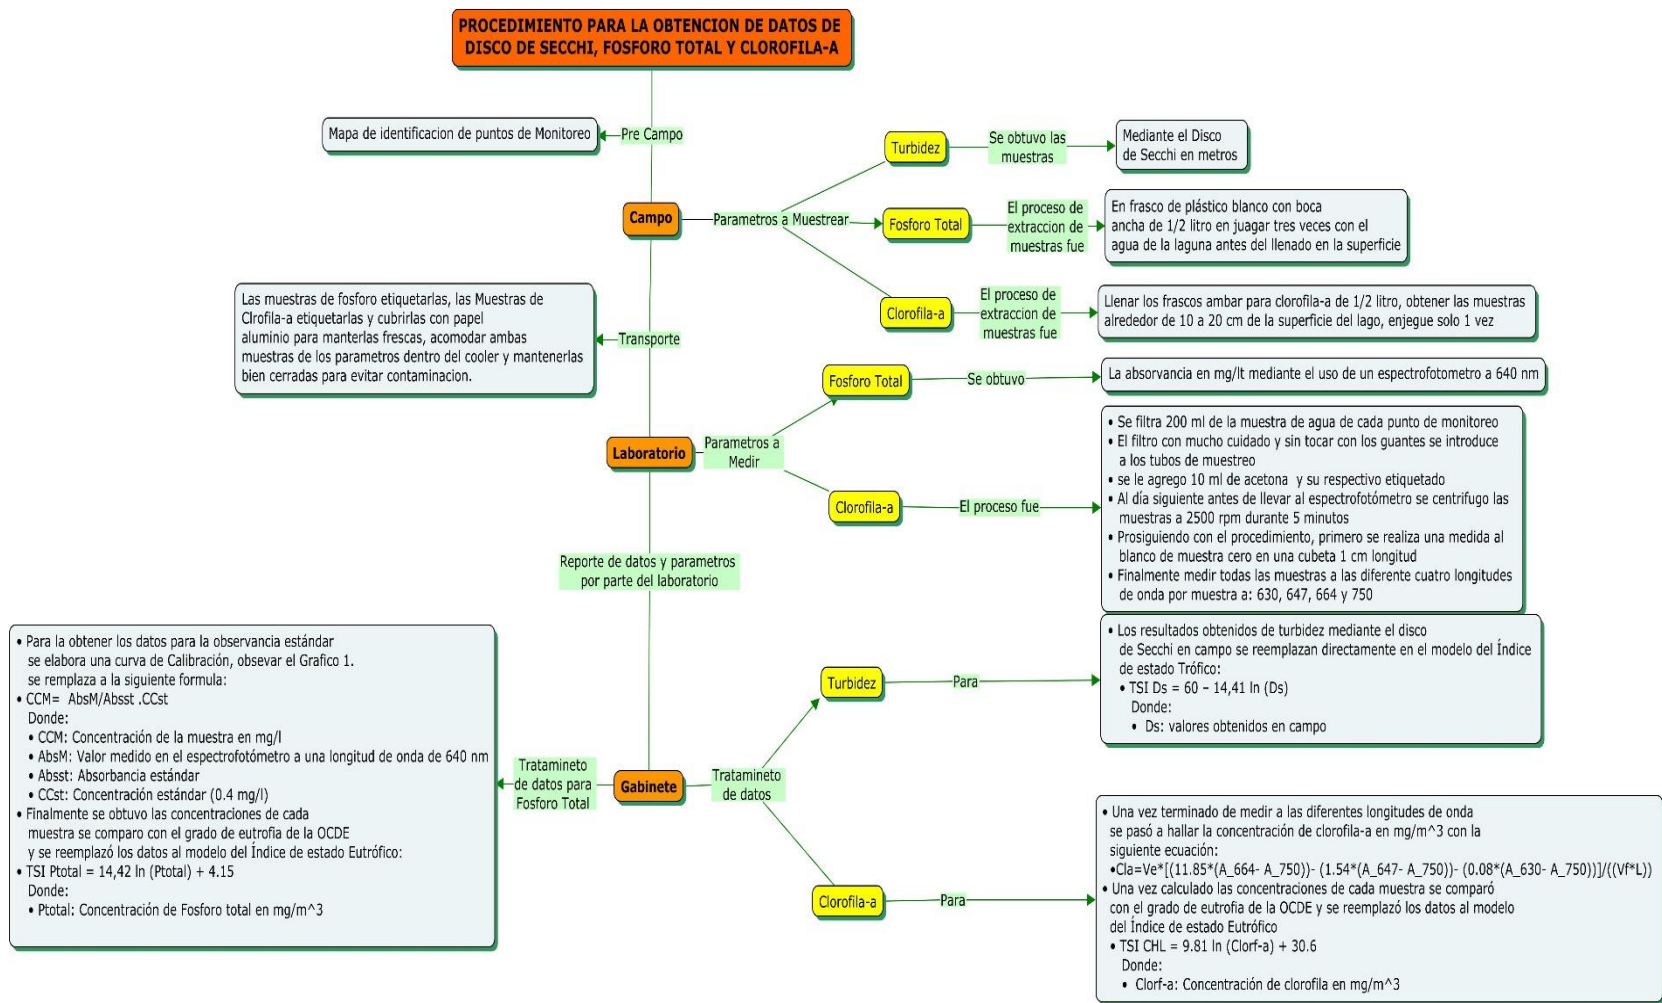 PROCEDIMIENTO PARA LA OBTENCION DE DATOS DE
DISCO DE SECCHI, FOSFORO TOTAL Y CLOROFILA-A
Mapa de identificacion de puntos de Monitoreo
Pre Campo
Campo
Parametros a Muestrear
Turbidez
Se obtuvo las
muestras
Mediante el Disco
de Secchi en metros
Fosforo Total
El proceso de
extraccion de
muestras fue
En frasco de plástico blanco con boca
ancha de 1/2 litro en juagar tres veces con el
agua de la laguna antes del llenado en la superficie
Clorofila-a
El proceso de
extraccion de
muestras fue
Llenar los frascos ambar para clorofila-a de 1/2 litro, obtener las muestras
alrededor de 10 a 20 cm de la superficie del lago, enjegue solo 1 vez
Las muestras de fosforo etiquetarlas, las Muestras de
Clrofila-a etiquetarlas y cubrirlas con papel
aluminio para manterlas frescas, acomodar ambas
muestras de los parametros dentro del cooler y mantenerlas
bien cerradas para evitar contaminacion.
Transporte
Laboratorio
Parametros a
Medir
Fosforo Total
Se obtuvo
La absorvancia en mg/lt mediante el uso de un espectrofotometro a 640 nm
Clorofila-a
El proceso fue
• Se filtra 200 ml de la muestra de agua de cada punto de monitoreo
• El filtro con mucho cuidado y sin tocar con los guantes se introduce
a los tubos de muestreo
• se le agrego 10 ml de acetona y su respectivo etiquetado
• Al día siguiente antes de llevar al espectrofotómetro se centrifugo las
muestras a 2500 rpm durante 5 minutos
• Prosiguiendo con el procedimiento, primero se realiza una medida al
blanco de muestra cero en una cubeta 1 cm longitud
• Finalmente medir todas las muestras a las diferente cuatro longitudes
de onda por muestra a: 630, 647, 664 y 750
Reporte de datos y parametros
por parte del laboratorio
• Para la obtener los datos para la observancia estándar
se elabora una curva de Calibración, obsevar el Grafico 1.
se remplaza a la siguiente formula:
• CCM= AbsM/Absst .CCst
Donde:
• CCM: Concentración de la muestra en mg/l
• AbsM: Valor medido en el espectrofotómetro a una longitud de onda de 640 nm
• Absst: Absorbancia estándar
• CCst: Concentración estándar (0.4 mg/l)
• Finalmente se obtuvo las concentraciones de cada
muestra se comparo con el grado de eutrofia de la OCDE
y se reemplazó los datos al modelo del Índice de estado Eutrófico:
• TSI Ptotal = 14,42 ln (Ptotal) + 4.15
Donde:
• Ptotal: Concentración de Fosforo total en mg/m^3
Tratamineto
de datos para
Fosforo Total
Gabinete
Tratamineto
de datos
Turbidez
Para
• Los resultados obtenidos de turbidez mediante el disco
de Secchi en campo se reemplazan directamente en el modelo del Índice
de estado Trófico:
• TSI Ds = 60 – 14,41 ln (Ds)
Donde:
• Ds: valores obtenidos en campo
Clorofila-a
Para
• Una vez terminado de medir a las diferentes longitudes de onda
se pasó a hallar la concentración de clorofila-a en mg/m^3 con la
siguiente ecuación:
•Cla=Ve*[(11.85*(A_664- A_750))- (1.54*(A_647- A_750))- (0.08*(A_630- A_750))]/((Vf*L))
• Una vez calculado las concentraciones de cada muestra se comparó
con el grado de eutrofia de la OCDE y se reemplazó los datos al modelo
del Índice de estado Eutrófico
• TSI CHL = 9.81 ln (Clorf-a) + 30.6
Donde:
• Clorf-a: Concentración de clorofila en mg/m^3